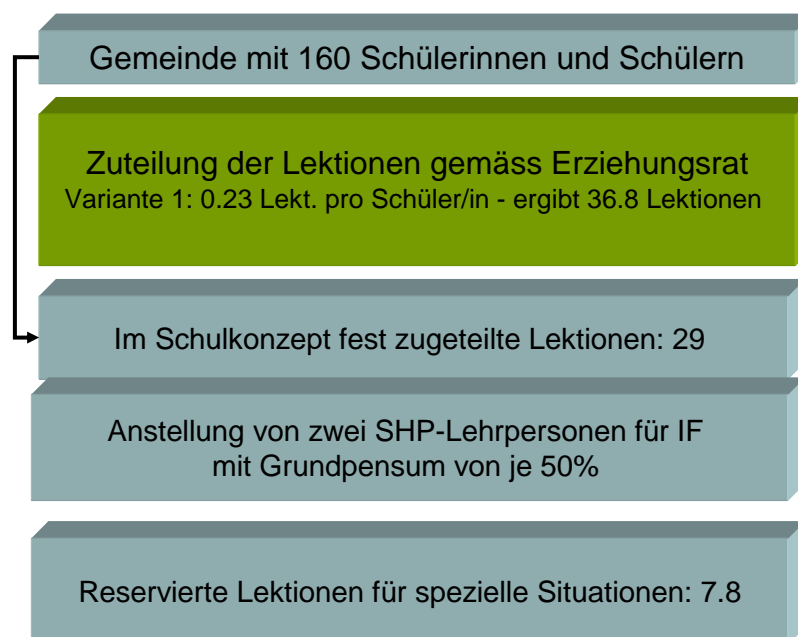 Gemeinde mit 160 Schülerinnen und Schülern
Zuteilung der Lektionen gemäss Erziehungsrat
Variante 1: 0.23 Lekt. pro Schüler/in - ergibt 36.8 Lektionen
Im Schulkonzept fest zugeteilte Lektionen: 29
Anstellung von zwei SHP-Lehrpersonen für IF
mit Grundpensum von je 50%
Reservierte Lektionen für spezielle Situationen: 7.8